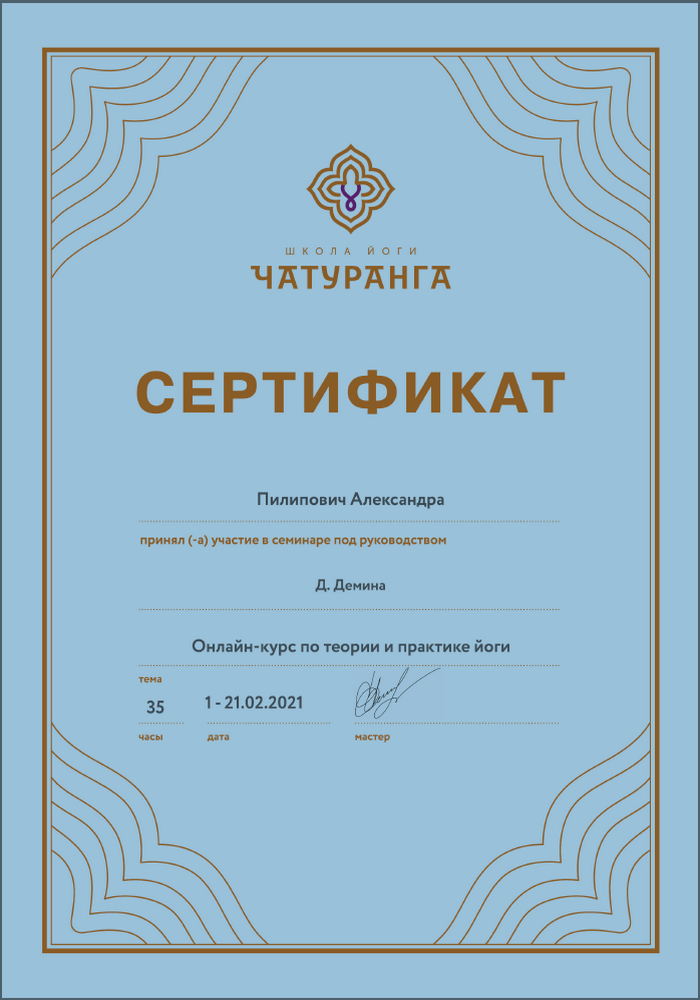 ШКОЛА ЙОГИ
ЧАТУРАНГА
СЕРТИФИКАТ
Пилипович Александра
принял (-а) участие в семинаре под руководством
Д. Демина
Онлайн-курс по теории и практике йоги
тема
35 1 - 21.02.2021
часы дата мастер